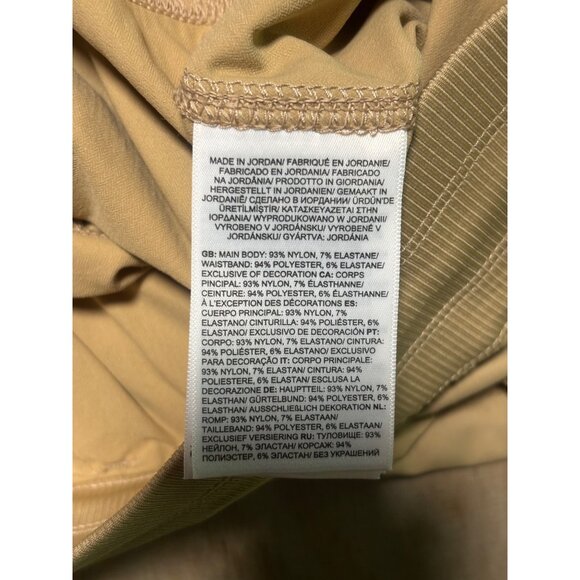 MADE IN JORDAN/ FABRIQUÉ EN JORDANIE/
FABRICADO EN JORDANIA/ FABRICADO
NA JORDÂNIA/ PRODOTTO IN GIORDANIA/
HERGESTELLT IN JORDANIEN/ GEMAAKT IN
JORDANIË/ СДЕЛАНО В ИОРДАНИИ/ ÜRDÜN'DE
ÜRETİLMİŞTİR/ ΚΑΤΑΣΚΕΥΑΖΕΤΑΙ ΣΤΗΝ
ΙΟΡΔΑΝΙΑ/ WYPRODUKOWANO W JORDANII/
VYROBENO V JORDÁNSKU/ VYROBENÉ V
JORDÁNSKU/ GYÁRTVA: JORDÁNIA
GB: MAIN BODY: 93% NYLON, 7% ELASTANE/
WAISTBAND: 94% POLYESTER, 6% ELASTANE/
EXCLUSIVE OF DECORATION CA: CORPS
PINCIPAL: 93% NYLON, 7% ÉLASTHANNE/
CEINTURE: 94% POLYESTER, 6% ÉLASTHANNE/
À L'EXCEPTION DES DÉCORATIONS ES:
CUERPO PRINCIPAL: 93% NYLON, 7%
ELASTANO/ CINTURILLA: 94% POLIÉSTER, 6%
ELASTANO/ EXCLUSIVO DE DECORACIÓN PT:
CORPO: 93% NYLON, 7% ELASTANO/ CINTURA:
94% POLIÉSTER, 6% ELASTANO/ EXCLUSIVO
PARA DECORAÇÃO IT: CORPO PRINCIPALE:
93% NYLON, 7% ELASTAN/ CINTURA: 94%
POLIESTERE, 6% ELASTAN/ ESCLUSA LA
DECORAZIONE DE: HAUPTTEIL: 93% NYLON, 7%
ELASTHAN/ GÜRTELBUND: 94% POLYESTER, 6%
ELASTHAN/ AUSSCHLIEßLICH DEKORATION NL:
ROMP: 93% NYLON, 7% ELASTAAN/
TAILLEBAND: 94% POLYESTER, 6% ELASTAAN/
EXCLUSIEF VERSIERING RU: ТУЛОВИЩЕ: 93%
НЕЙЛОН, 7% ЭЛАСТАН/ КОРСАЖ: 94%
ПОЛИЭСТЕР, 6% ЭЛАСТАН/ БЕЗ УКРАШЕНИЙ